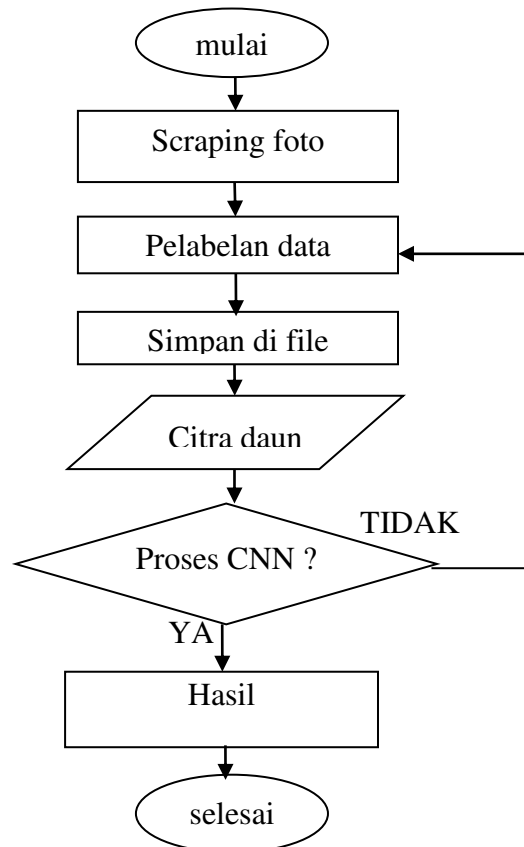 mulai
Scraping foto
Pelabelan data
Simpan di file
Citra daun
TIDAK
Proses CNN ?
YA
Hasil
selesai